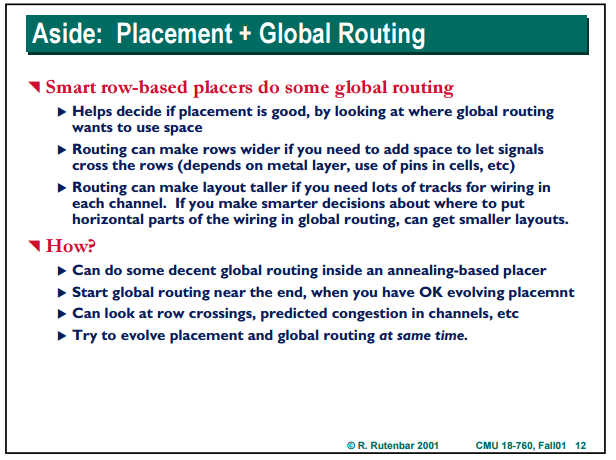 Aside: Placement + Global Routing
Smart row-based placers do some global routing
Helps decide if placement is good, by looking at where global routing
wants to use space
Routing can make rows wider if you need to add space to let signals
cross the rows (depends on metal layer, use of pins in cells, etc)
Routing can make layout taller if you need lots of tracks for wiring in
each channel. If you make smarter decisions about where to put
horizontal parts of the wiring in global routing, can get smaller layouts.
How?
Can do some decent global routing inside an annealing-based placer
Start global routing near the end, when you have OK evolving placemnt
Can look at row crossings, predicted congestion in channels, etc
Try to evolve placement and global routing at same time.
© R. Rutenbar 2001 CMU 18-760, Fall01 12